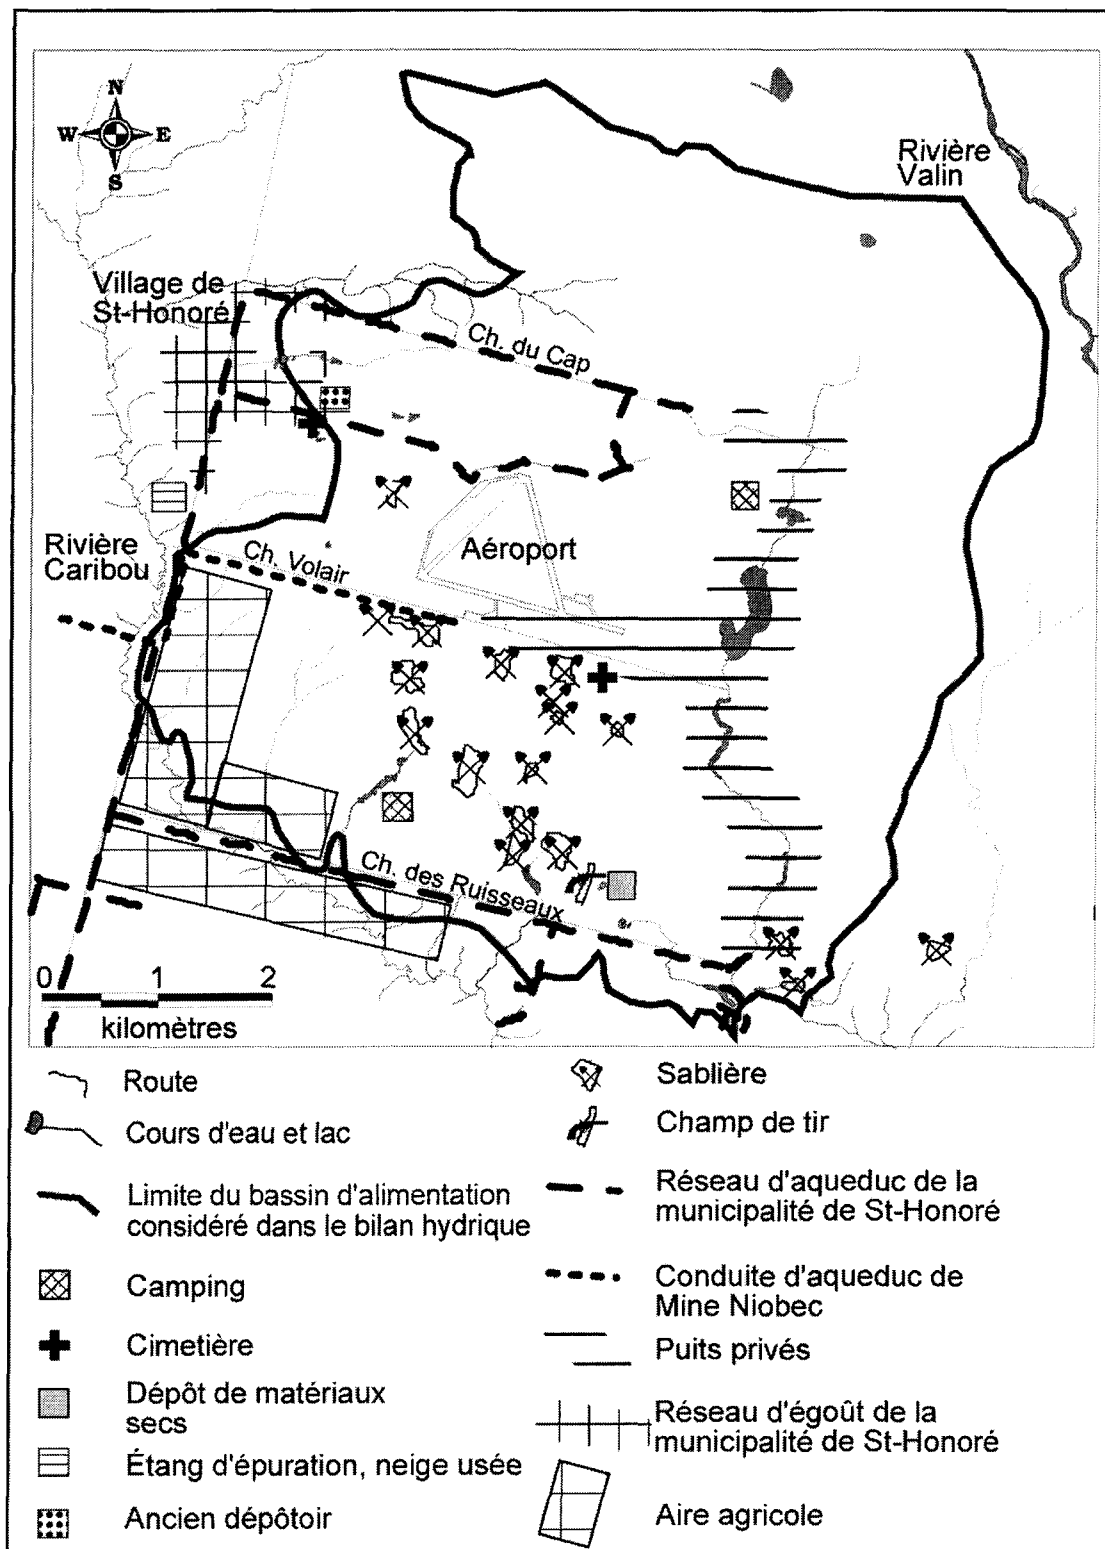 N
W E
S
Rivière
Valin
Village de
St-Honoré
Ch. du Cap
Rivière
Caribou
Ch. Volair
Aéroport
Ch. des Ruisseaux
0 1 2
kilomètres
Route
Cours d'eau et lac
Limite du bassin d'alimentation
considéré dans le bilan hydrique
Camping
Cimetière
Dépôt de matériaux
secs
Étang d'épuration, neige usée
Ancien dépôtoir
Sablière
Champ de tir
Réseau d'aqueduc de la
municipalité de St-Honoré
Conduite d'aqueduc de
Mine Niobec
Puits privés
Réseau d'égoût de la
municipalité de St-Honoré
Aire agricole